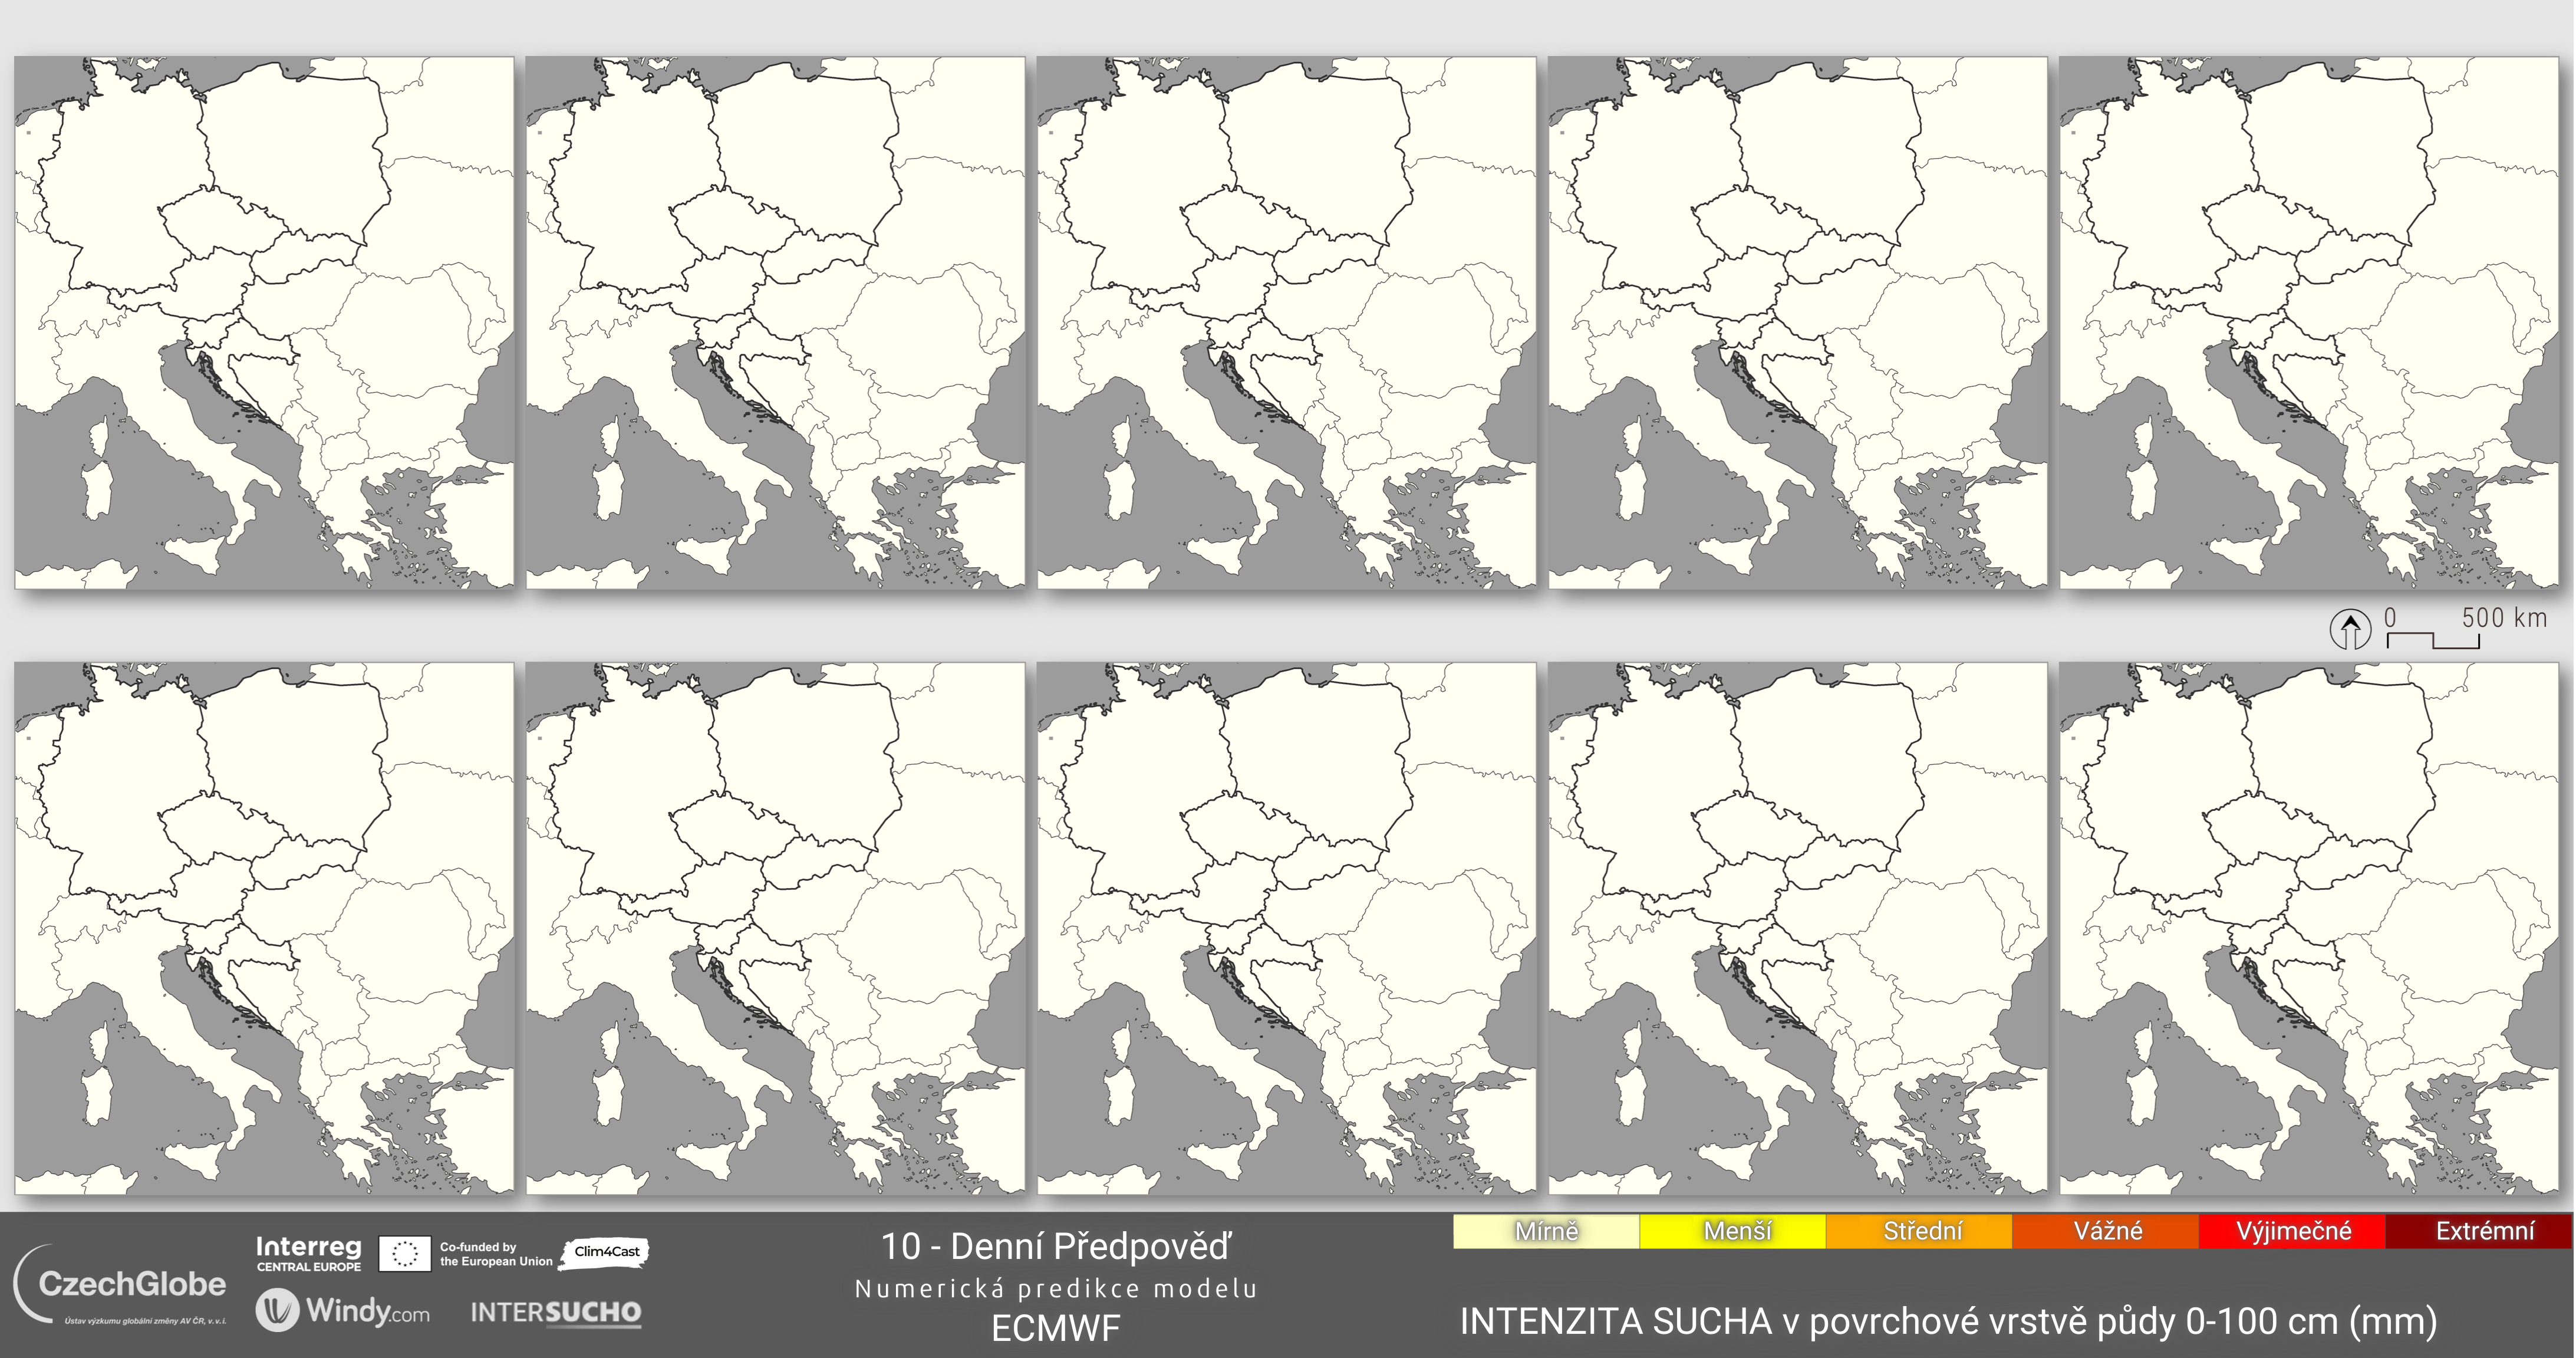 0 500 km
Mírně Menší Střední Vážné Výjimečné Extrémní
Interreg
CENTRAL EUROPE
Co-funded by
the European Union
Clim4Cast
CzechGlobe
Ústav výzkumu globální změny AV ČR, v. v. i.
Windy.com
INTERSUCHO
10 - Denní Předpověď
Numerická predikce modelu
ECMWF
INTENZITA SUCHA v povrchové vrstvě půdy 0-100 cm (mm)